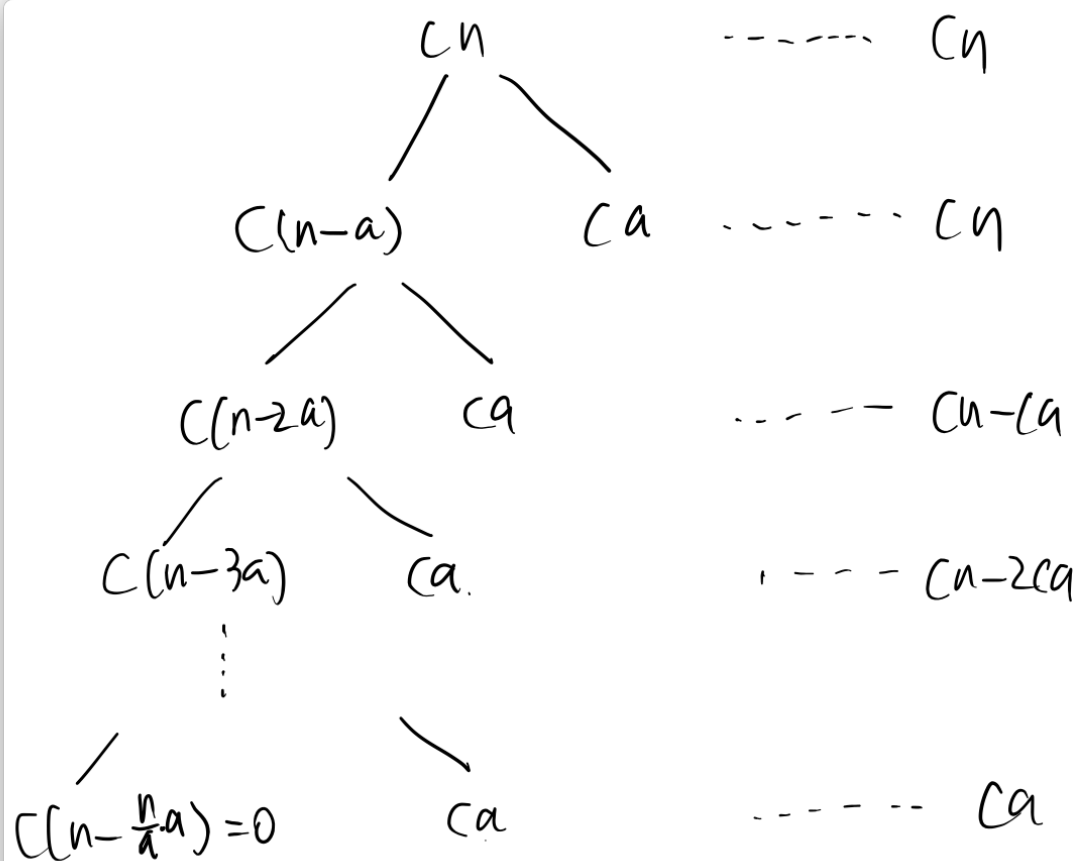 Cn ------- Cn
C(n-a) Ca ------- Cn
C(n-2a) Ca ----- Cn-Ca
C(n-3a) Ca. ---- Cn-2Ca
C(n-n/a·a)=0 Ca ------ Ca